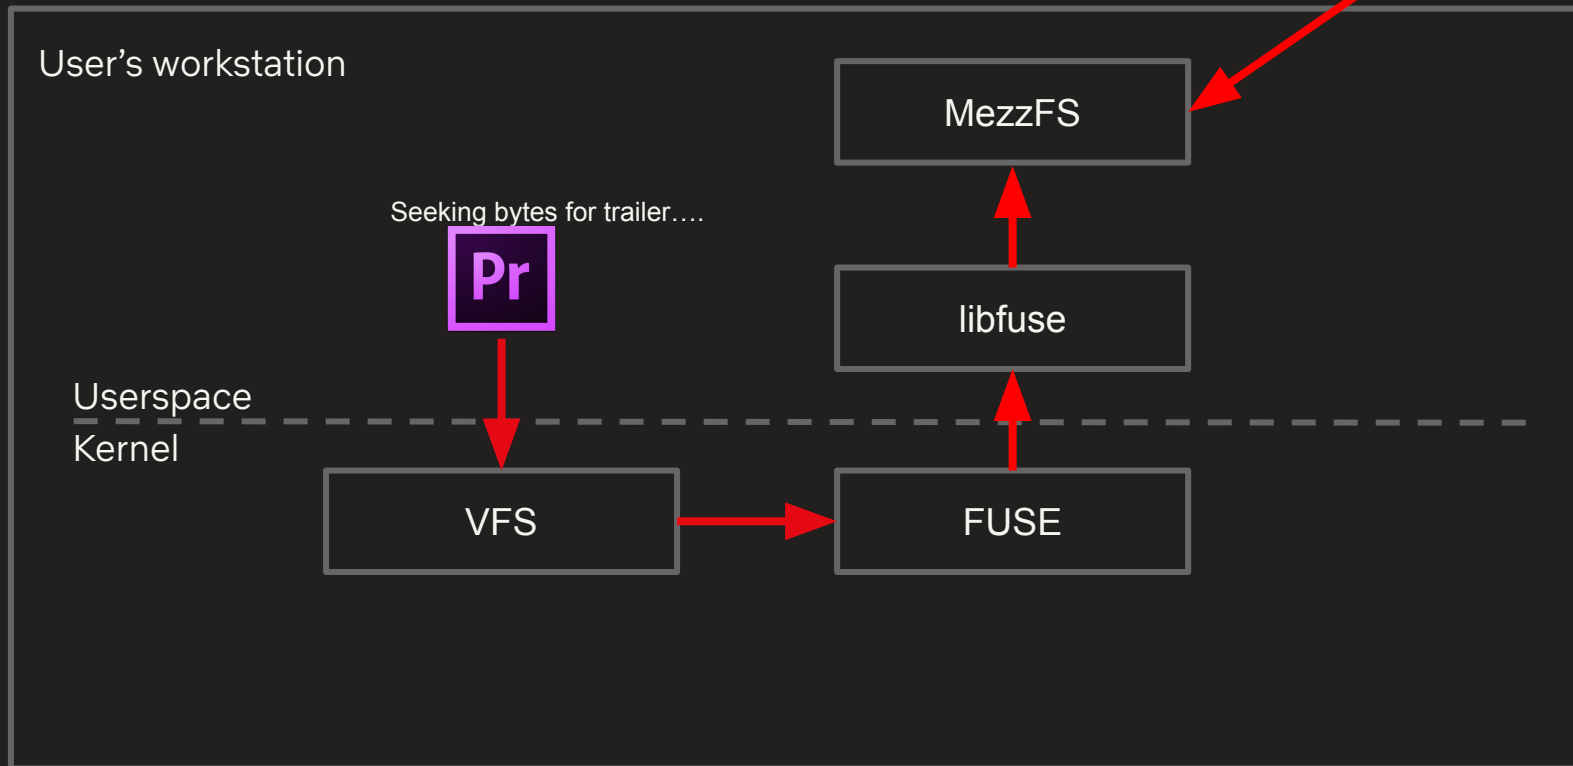 User’s workstation
MezzFS
Seeking bytes for trailer….
Pr
libfuse
Userspace
Kernel
VFS
FUSE